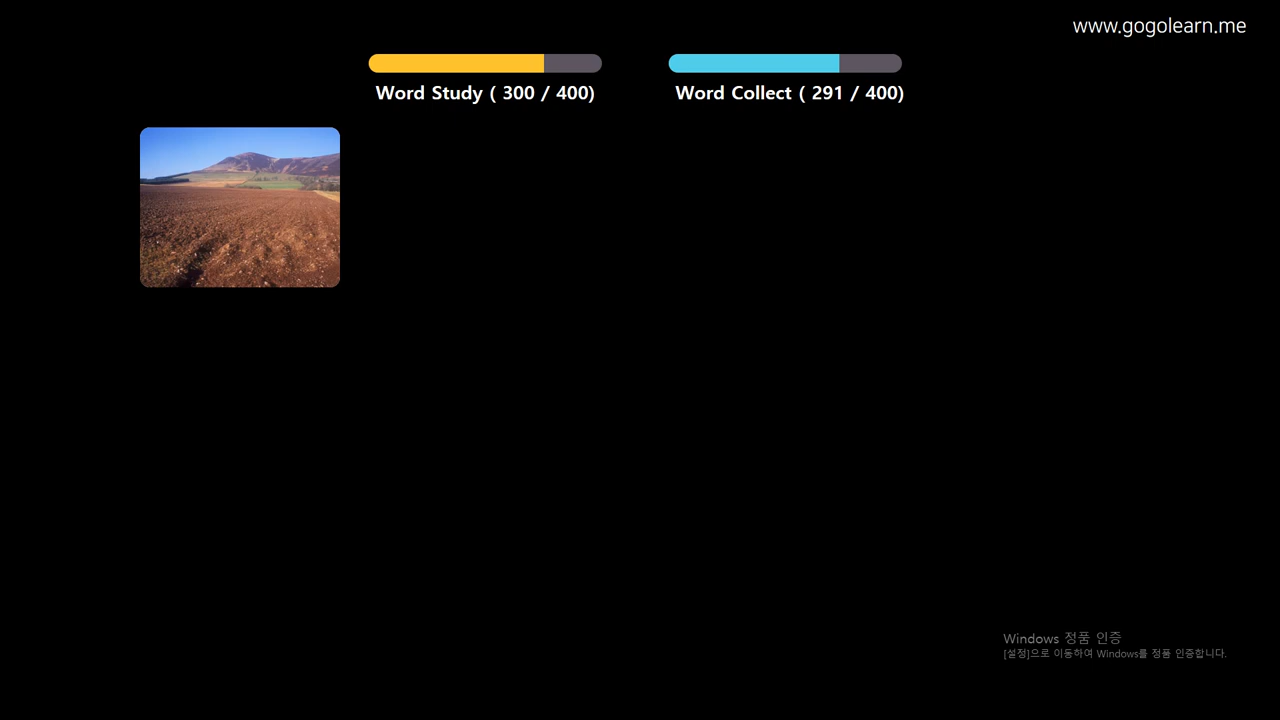 www.gogolearn.me
Word Study ( 300 / 400)
Word Collect ( 291 / 400)
Windows 정품 인증
[설정]으로 이동하여 Windows를 정품 인증합니다.